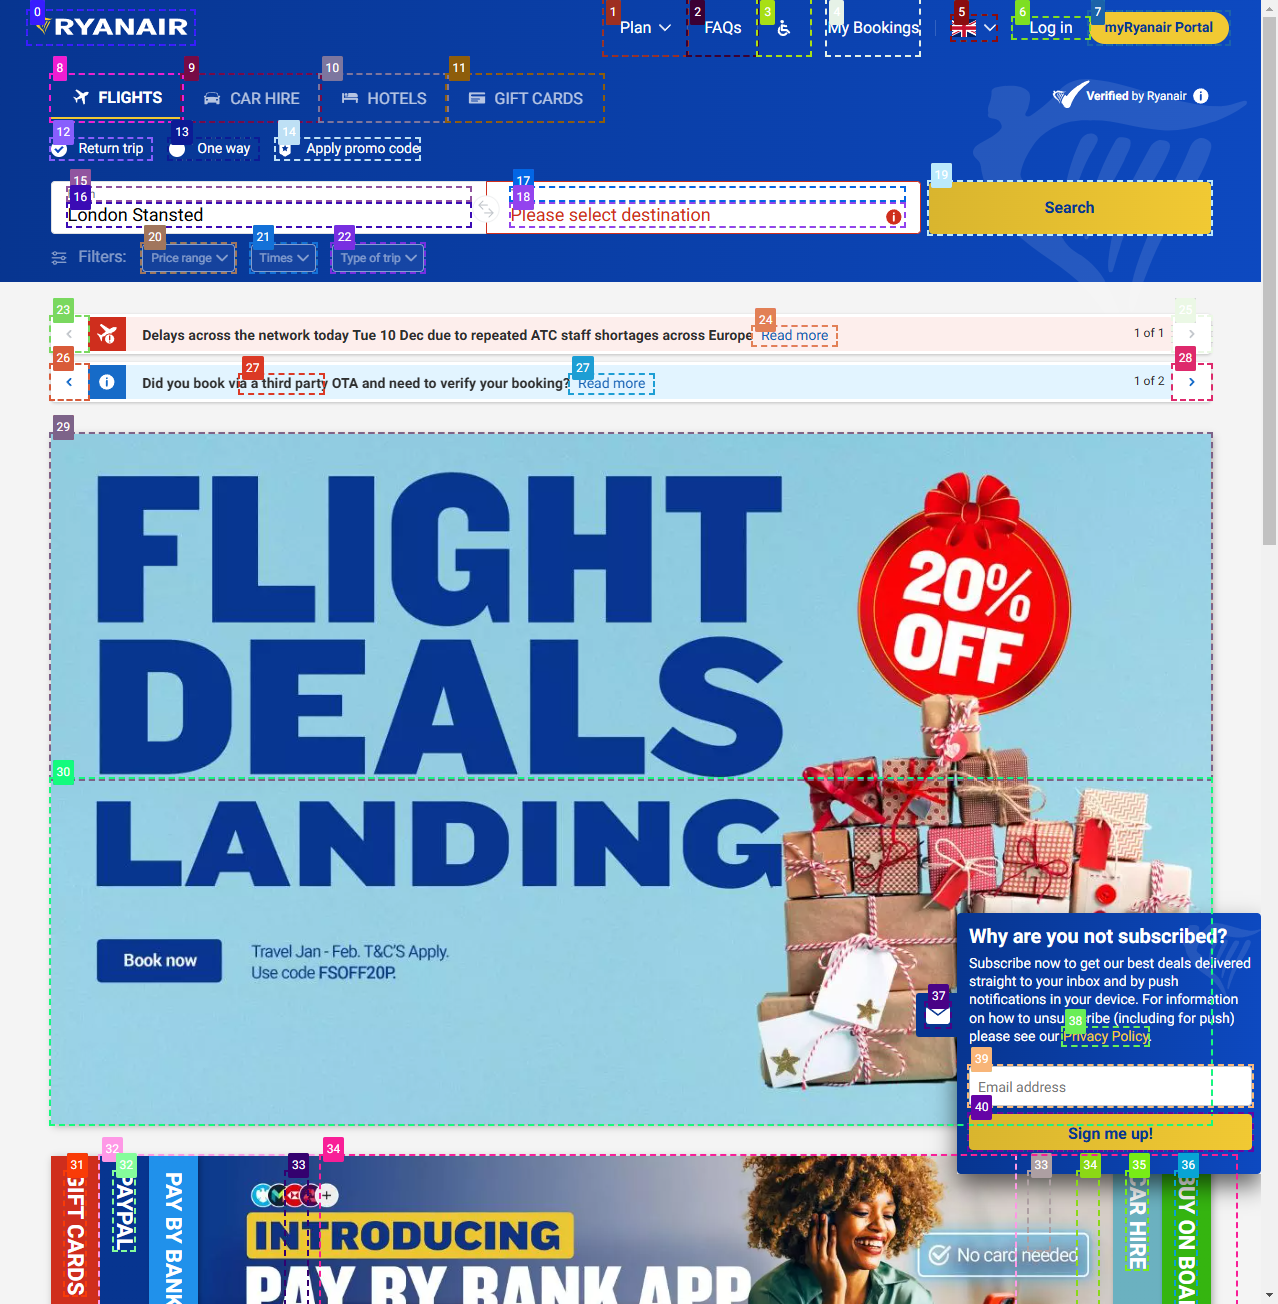 RYANAIR
Plan
FAQs
My Bookings
Log in
myRyanair Portal
FLIGHTS
CAR HIRE
HOTELS
GIFT CARDS
Verified by Ryanair
Return trip
One way
Apply promo code
London Stansted
Please select destination
Search
Filters:
Price range
Times
Type of trip
Delays across the network today Tue 10 Dec due to repeated ATC staff shortages across Europe Read more
1 of 1
Did you book via a third party OTA and need to verify your booking? Read more
1 of 2
FLIGHT
DEALS
LANDING
20%
OFF
Book now
Travel Jan - Feb. T&C'S Apply.
Use code FSOFF20P.
Why are you not subscribed?
Subscribe now to get our best deals delivered
straight to your inbox and by push
notifications in your device. For information
on how to unsubscribe (including for push)
please see our Privacy Policy.
Email address
Sign me up!
GIFT CARDS
PAYPAL
PAY BY BANK
INTRODUCING
PAY BY BANK APP
No card needed
CAR HIRE
BUY ON BOA
0
1
2
3
4
5
6
7
8
9
10
11
12
13
14
15
16
17
18
19
20
21
22
23
24
25
26
27
27
28
29
30
31
32
32
33
34
33
34
35
36
37
38
39
40